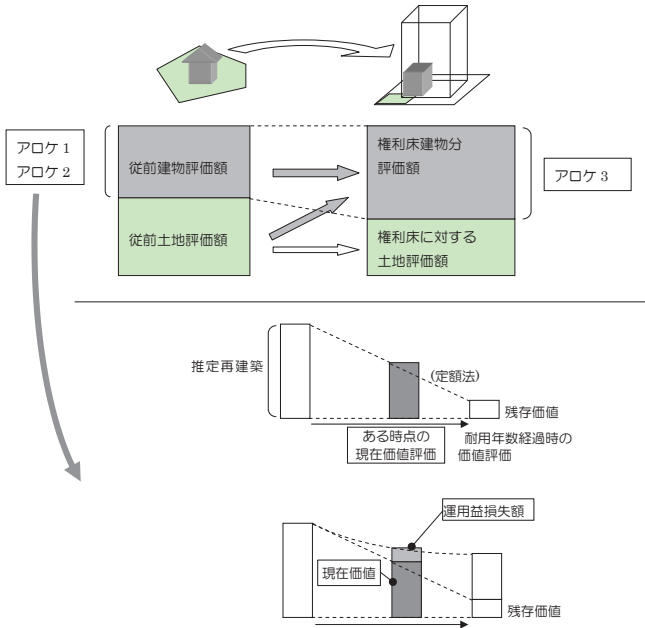 アロケ 1
アロケ 2
従前建物評価額
権利床建物分
評価額
アロケ 3
従前土地評価額
権利床に対する
土地評価額
推定再建築
(定額法)
残存価値
ある時点の
現在価値評価
耐用年数経過時の
価値評価
運用益損失額
現在価値
残存価値